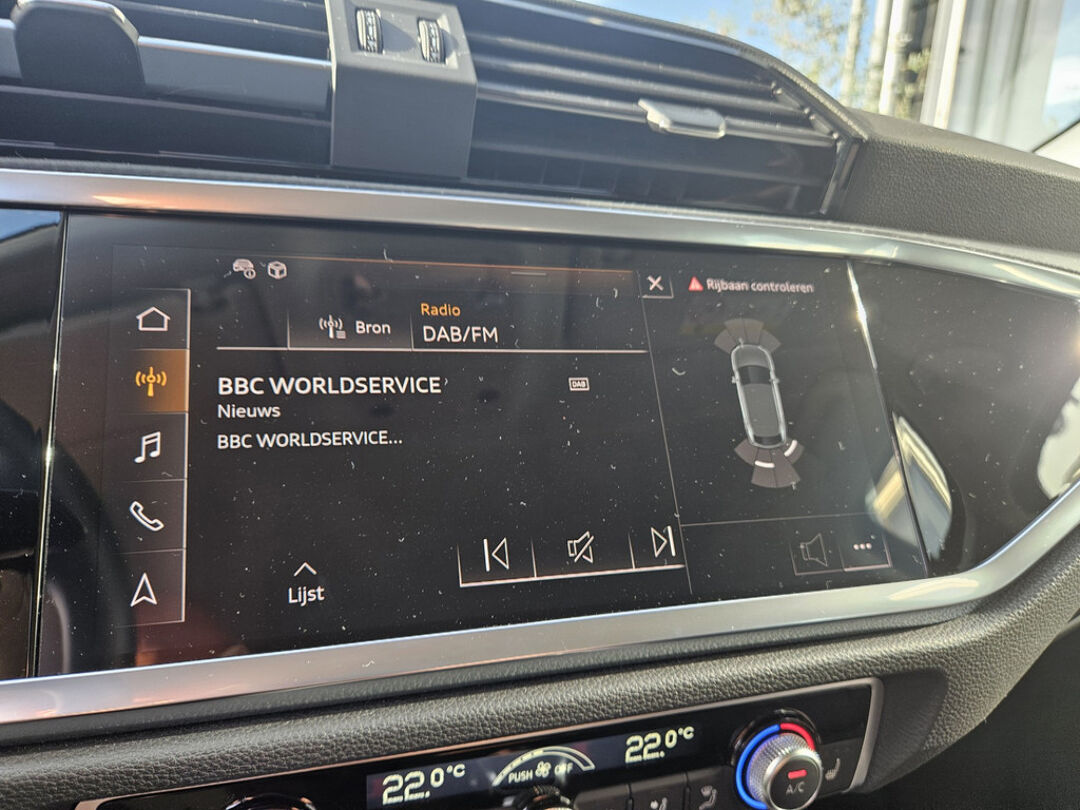 Rijbaan controleren
Radio
Bron
DAB/FM
BBC WORLDSERVICE
DAB
Nieuws
BBC WORLDSERVICE...
Lijst
22.0°C
PUSH OFF
22.0°C
A/C